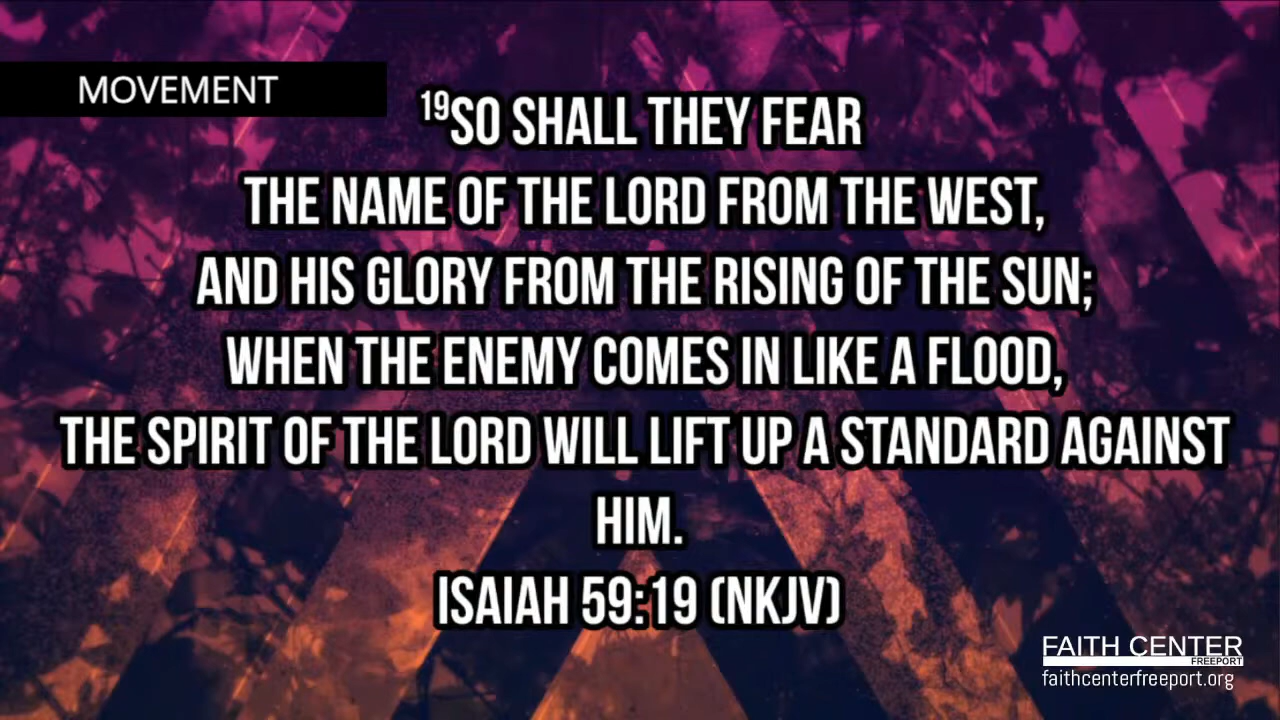 MOVEMENT
19SO SHALL THEY FEAR
THE NAME OF THE LORD FROM THE WEST,
AND HIS GLORY FROM THE RISING OF THE SUN;
WHEN THE ENEMY COMES IN LIKE A FLOOD,
THE SPIRIT OF THE LORD WILL LIFT UP A STANDARD AGAINST
HIM.
ISAIAH 59:19 (NKJV)
FAITH CENTER
FREEPORT
faithcenterfreeport.org